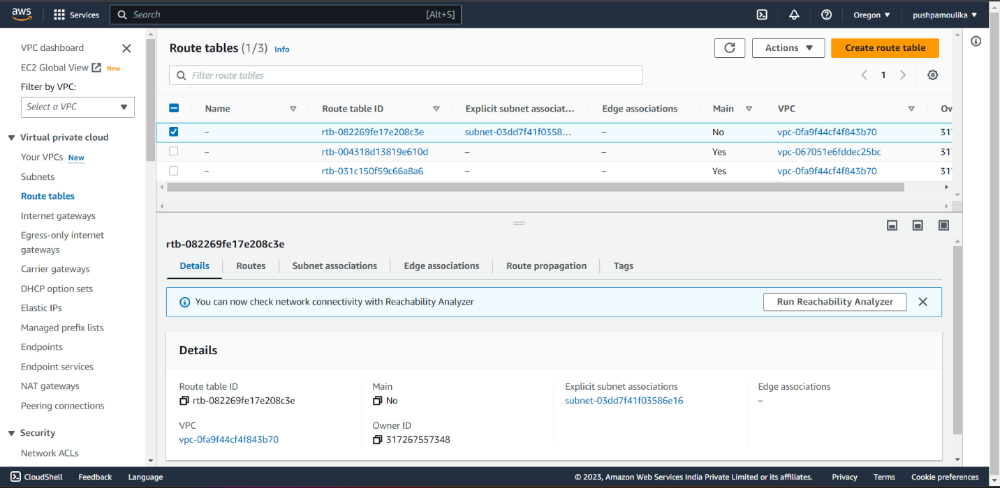 aws Services Search [Alt+S] Oregon pushpamoulika
VPC dashboard
EC2 Global View New
Filter by VPC:
Select a VPC
Virtual private cloud
Your VPCs New
Subnets
Route tables
Internet gateways
Egress-only internet
gateways
Carrier gateways
DHCP option sets
Elastic IPs
Managed prefix lists
Endpoints
Endpoint services
NAT gateways
Peering connections
Security
Network ACLs
Route tables (1/3) Info
Actions Create route table
Filter route tables
1
Name Route table ID Explicit subnet associat... Edge associations Main VPC Ow
– rtb-082269fe17e208c3e subnet-03dd7f41f0358... – No vpc-0fa9f44cf4f843b70 317
– rtb-004318d13819e610d – – Yes vpc-067051e6fddec25bc 317
– rtb-031c150f59c66a8a6 – – Yes vpc-0fa9f44cf4f843b70 317
rtb-082269fe17e208c3e
Details Routes Subnet associations Edge associations Route propagation Tags
You can now check network connectivity with Reachability Analyzer Run Reachability Analyzer
Details
Route table ID Main Explicit subnet associations Edge associations
rtb-082269fe17e208c3e No subnet-03dd7f41f03586e16 –
VPC Owner ID
vpc-0fa9f44cf4f843b70 317267557348
CloudShell Feedback Language © 2023, Amazon Web Services India Private Limited or its affiliates. Privacy Terms Cookie preferences